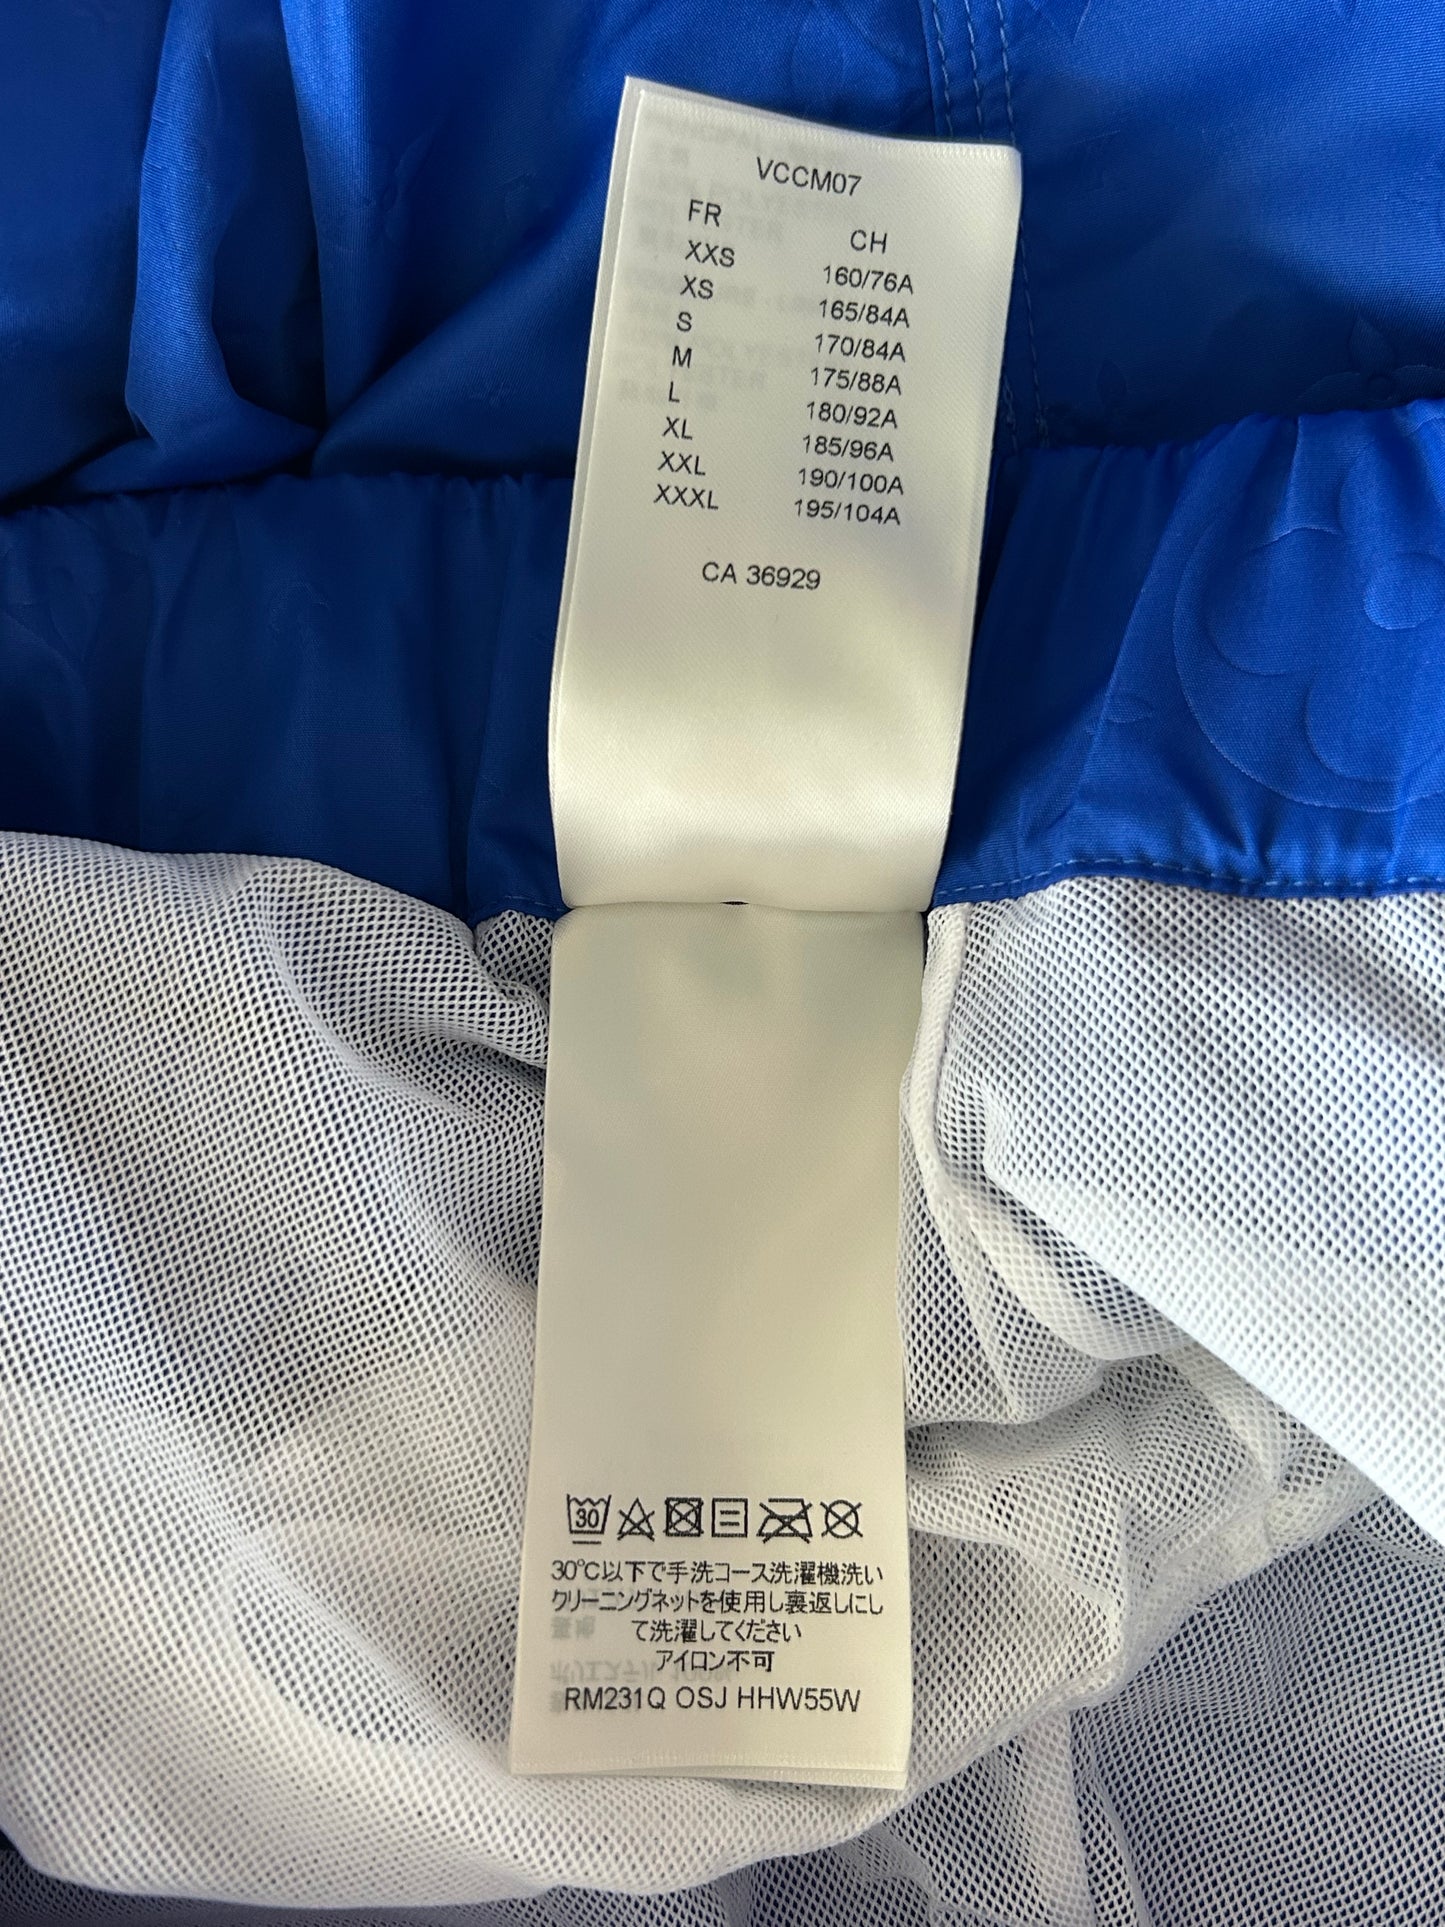 VCCM07
FR CH
XXS 160/76A
XS 165/84A
S 170/84A
M 175/88A
L 180/92A
XL 185/96A
XXL 190/100A
XXXL 195/104A
CA 36929
30
30℃以下で手洗コース洗濯機洗い
クリーニングネットを使用し裏返しにし
て洗濯してください
アイロン不可
RM231Q OSJ HHW55W